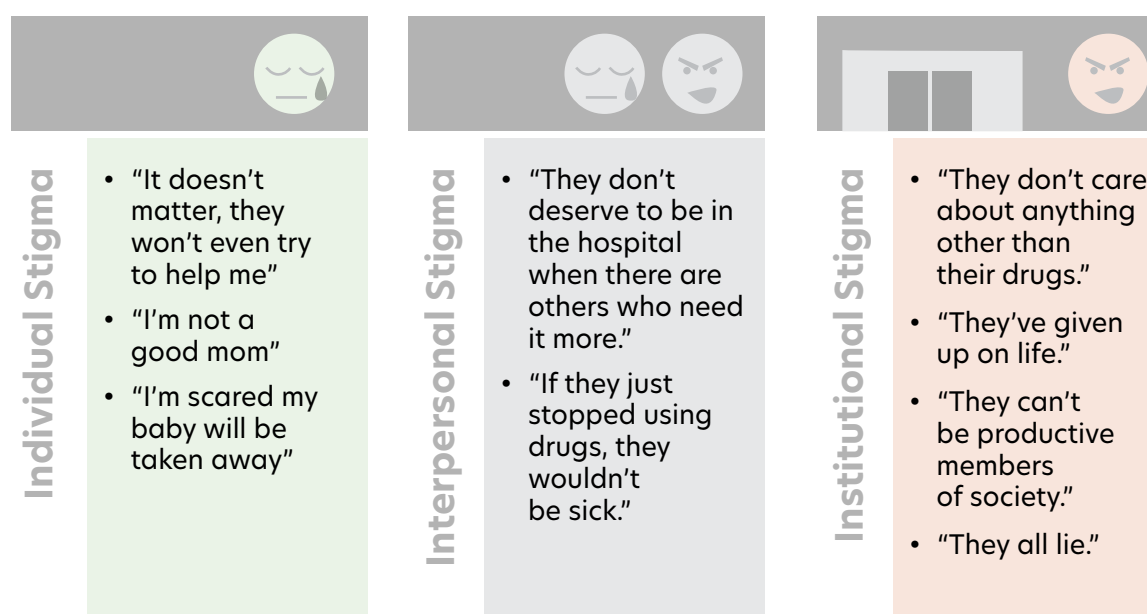 Individual Stigma
• “It doesn’t
matter, they
won’t even try
to help me”
• “I’m not a
good mom”
• “I’m scared my
baby will be
taken away”
Interpersonal Stigma
• “They don’t
deserve to be in
the hospital
when there are
others who need
it more.”
• “If they just
stopped using
drugs, they
wouldn’t
be sick.”
Institutional Stigma
• “They don’t care
about anything
other than
their drugs.”
• “They’ve given
up on life.”
• “They can’t
be productive
members
of society.”
• “They all lie.”